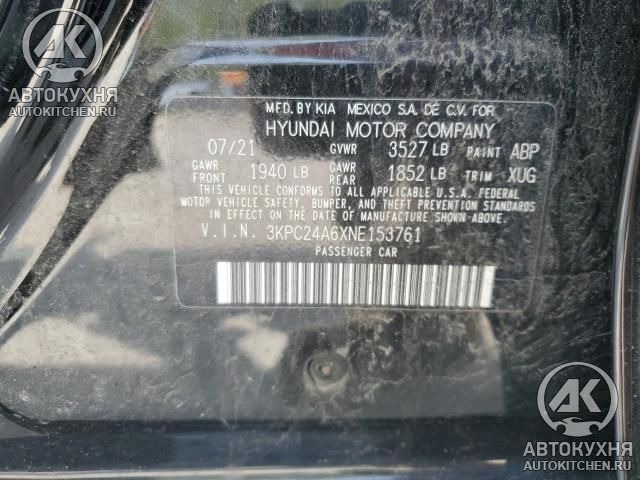 AK
АВТОКУХНЯ
AUTOKITCHEN.RU
MFD. BY KIA MEXICO S.A. DE C.V. FOR
HYUNDAI MOTOR COMPANY
07/21 GVWR 3527 LB PAINT ABP
GAWR FRONT 1940 LB GAWR REAR 1852 LB TRIM XUG
THIS VEHICLE CONFORMS TO ALL APPLICABLE U.S.A. FEDERAL
MOTOR VEHICLE SAFETY, BUMPER, AND THEFT PREVENTION STANDARDS
IN EFFECT ON THE DATE OF MANUFACTURE SHOWN ABOVE.
V.I.N. 3KPC24A6XNE153761
PASSENGER CAR
AK
АВТОКУХНЯ
AUTOKITCHEN.RU